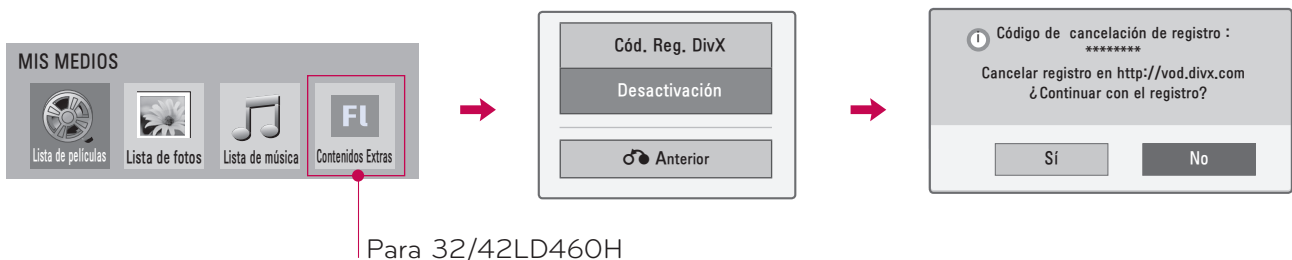 MIS MEDIOS
Lista de películas
Lista de fotos
Lista de música
Fl
Contenidos Extras
Para 32/42LD460H
Cód. Reg. DivX
Desactivación
Anterior
Código de cancelación de registro :
********
Cancelar registro en http://vod.divx.com
¿Continuar con el registro?
Sí
No